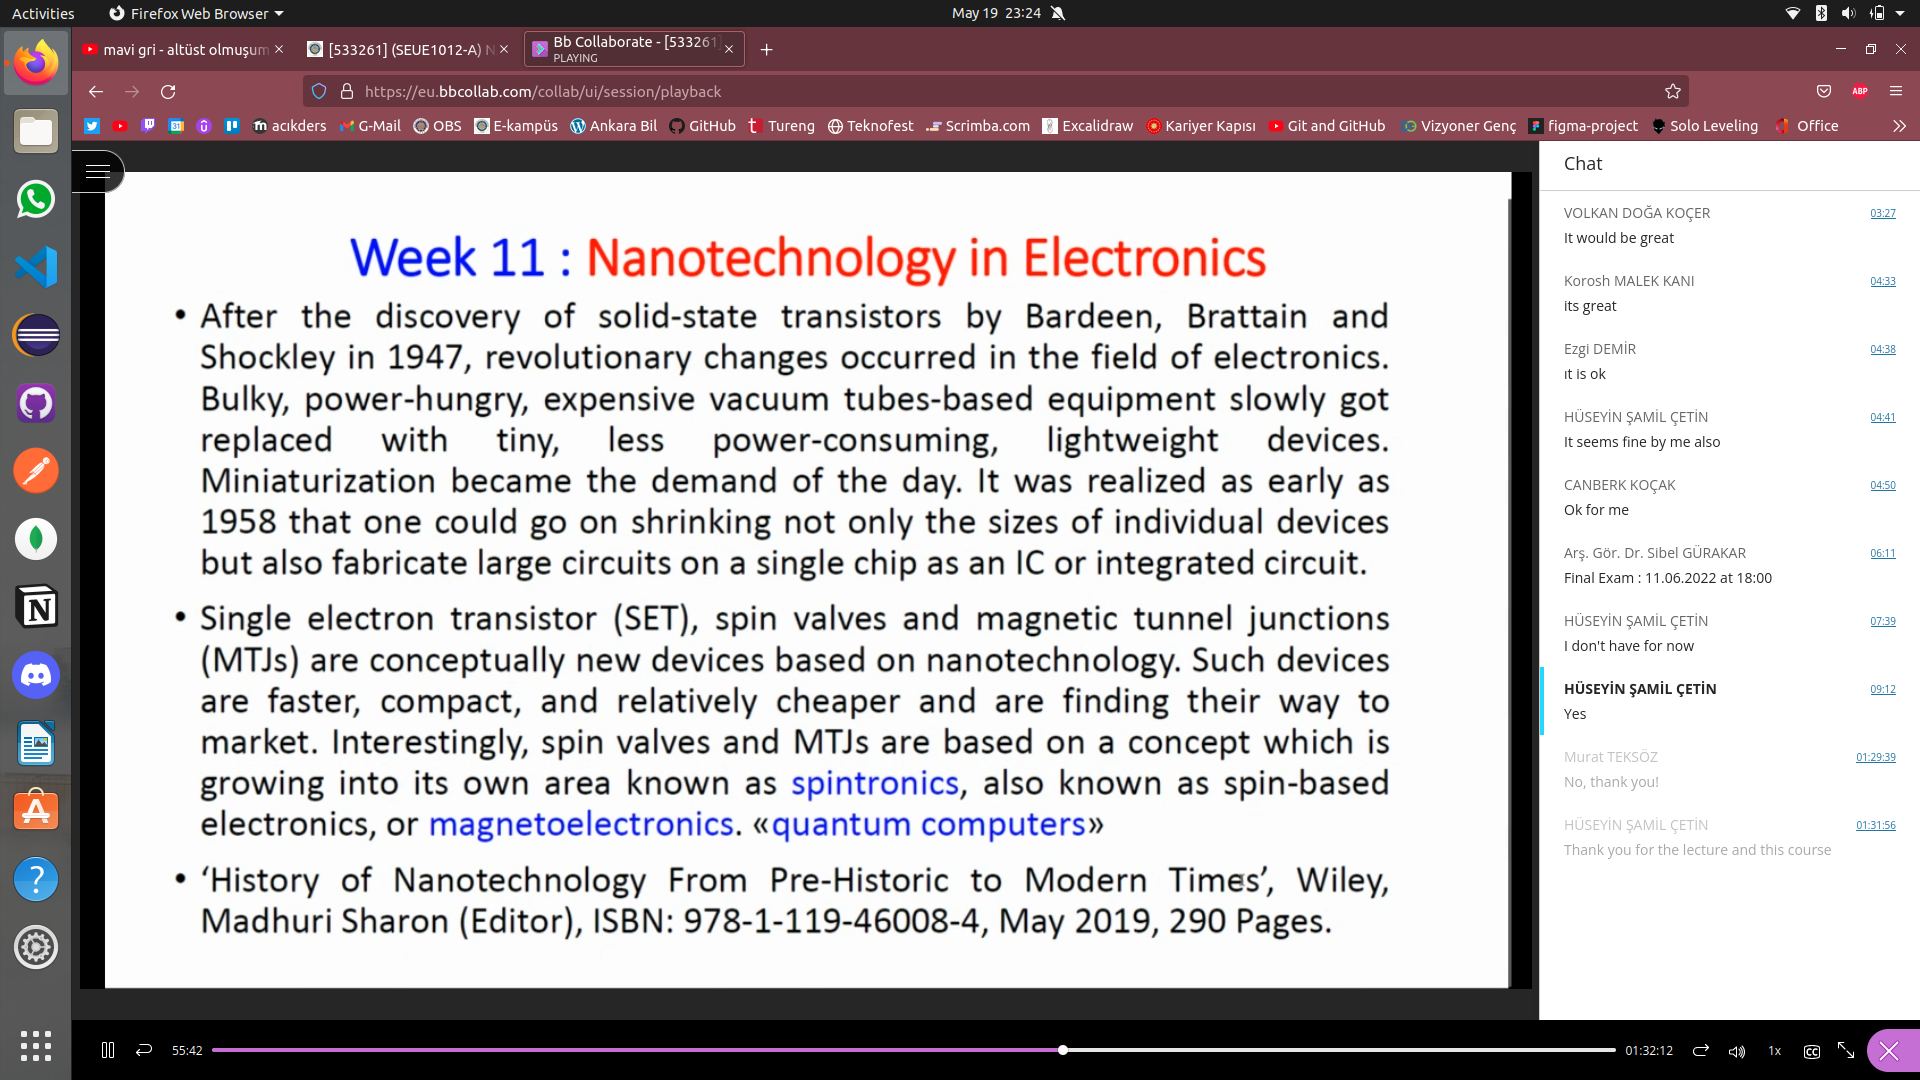 Activities
Firefox Web Browser
May 19 23:24
mavi gri - altüst olmuşum
[533261] (SEUE1012-A) N
Bb Collaborate - [533261]
PLAYING
https://eu.bbcollab.com/collab/ui/session/playback
ABP
acıkders
G-Mail
OBS
E-kampüs
Ankara Bil
GitHub
Tureng
Teknofest
Scrimba.com
Excalidraw
Kariyer Kapısı
Git and GitHub
Vizyoner Genç
figma-project
Solo Leveling
Office
Week 11 : Nanotechnology in Electronics
• After the discovery of solid-state transistors by Bardeen, Brattain and
Shockley in 1947, revolutionary changes occurred in the field of electronics.
Bulky, power-hungry, expensive vacuum tubes-based equipment slowly got
replaced with tiny, less power-consuming, lightweight devices.
Miniaturization became the demand of the day. It was realized as early as
1958 that one could go on shrinking not only the sizes of individual devices
but also fabricate large circuits on a single chip as an IC or integrated circuit.
• Single electron transistor (SET), spin valves and magnetic tunnel junctions
(MTJs) are conceptually new devices based on nanotechnology. Such devices
are faster, compact, and relatively cheaper and are finding their way to
market. Interestingly, spin valves and MTJs are based on a concept which is
growing into its own area known as spintronics, also known as spin-based
electronics, or magnetoelectronics. «quantum computers»
• ‘History of Nanotechnology From Pre-Historic to Modern Times’, Wiley,
Madhuri Sharon (Editor), ISBN: 978-1-119-46008-4, May 2019, 290 Pages.
Chat
VOLKAN DOĞA KOÇER 03:27
It would be great
Korosh MALEK KANI 04:33
its great
Ezgi DEMİR 04:38
ıt is ok
HÜSEYİN ŞAMİL ÇETİN 04:41
It seems fine by me also
CANBERK KOÇAK 04:50
Ok for me
Arş. Gör. Dr. Sibel GÜRAKAR 06:11
Final Exam : 11.06.2022 at 18:00
HÜSEYİN ŞAMİL ÇETİN 07:39
I don't have for now
HÜSEYİN ŞAMİL ÇETİN 09:12
Yes
Murat TEKSÖZ 01:29:39
No, thank you!
HÜSEYİN ŞAMİL ÇETİN 01:31:56
Thank you for the lecture and this course
55:42
01:32:12
1x
CC